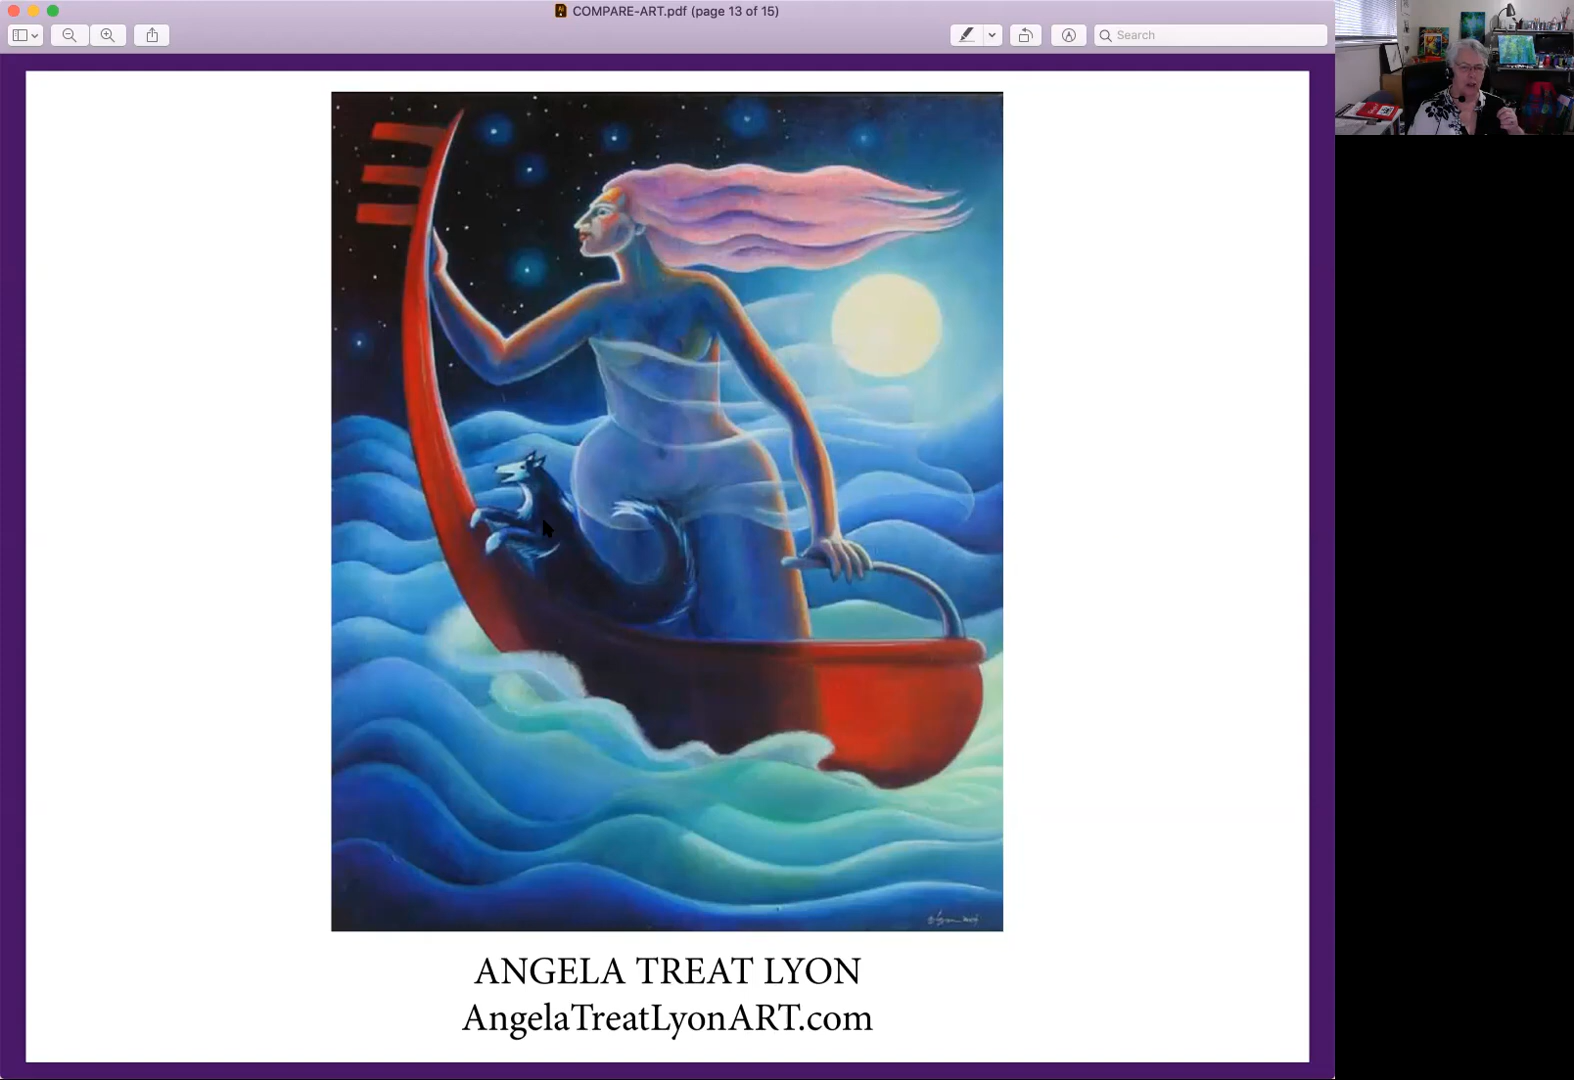 COMPARE-ART.pdf (page 13 of 15)
Search
ANGELA TREAT LYON
AngelaTreatLyonART.com